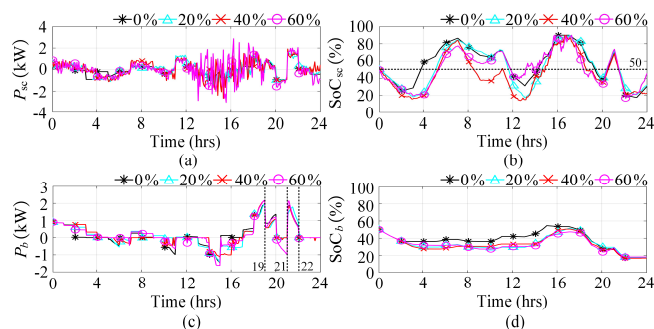 0% 20% 40% 60%
P_sc (kW)
4
2
0
-2
-4
0 4 8 12 16 20 24
Time (hrs)
(a)
0% 20% 40% 60%
SoC_sc (%)
100
80
60
40
20
0
50
0 4 8 12 16 20 24
Time (hrs)
(b)
0% 20% 40% 60%
P_b (kW)
3
2
1
0
-1
-2
19 21 22
0 4 8 12 16 20 24
Time (hrs)
(c)
0% 20% 40% 60%
SoC_b (%)
100
80
60
40
20
0
0 4 8 12 16 20 24
Time (hrs)
(d)